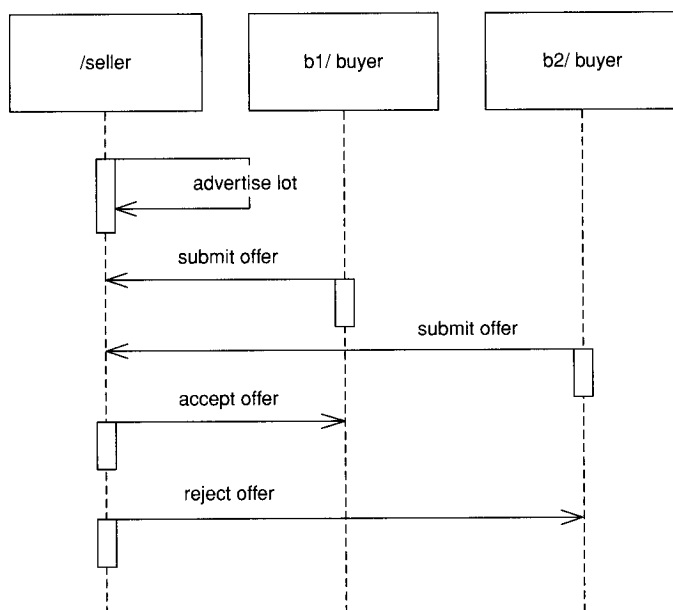 /seller
b1/ buyer
b2/ buyer
advertise lot
submit offer
submit offer
accept offer
reject offer